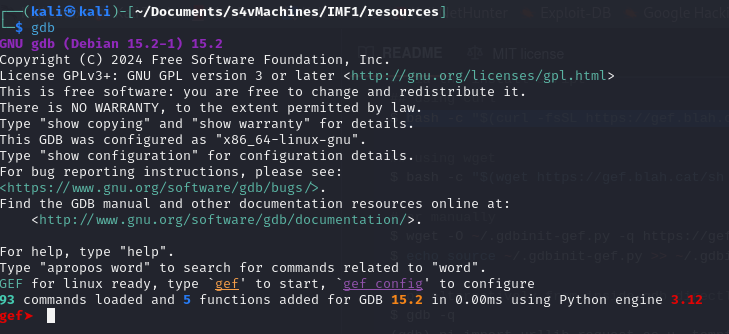 ┌──(kali㉿kali)-[~/Documents/s4vMachines/IMF1/resources]
└─$ gdb
GNU gdb (Debian 15.2-1) 15.2
Copyright (C) 2024 Free Software Foundation, Inc.
License GPLv3+: GNU GPL version 3 or later <http://gnu.org/licenses/gpl.html>
This is free software: you are free to change and redistribute it.
There is NO WARRANTY, to the extent permitted by law.
Type "show copying" and "show warranty" for details.
This GDB was configured as "x86_64-linux-gnu".
Type "show configuration" for configuration details.
For bug reporting instructions, please see:
<https://www.gnu.org/software/gdb/bugs/>.
Find the GDB manual and other documentation resources online at:
    <http://www.gnu.org/software/gdb/documentation/>.

For help, type "help".
Type "apropos word" to search for commands related to "word".
GEF for linux ready, type `gef' to start, `gef config' to configure
93 commands loaded and 5 functions added for GDB 15.2 in 0.00ms using Python engine 3.12
gef➤
Exploit-DB
Google Hack
README
MIT license